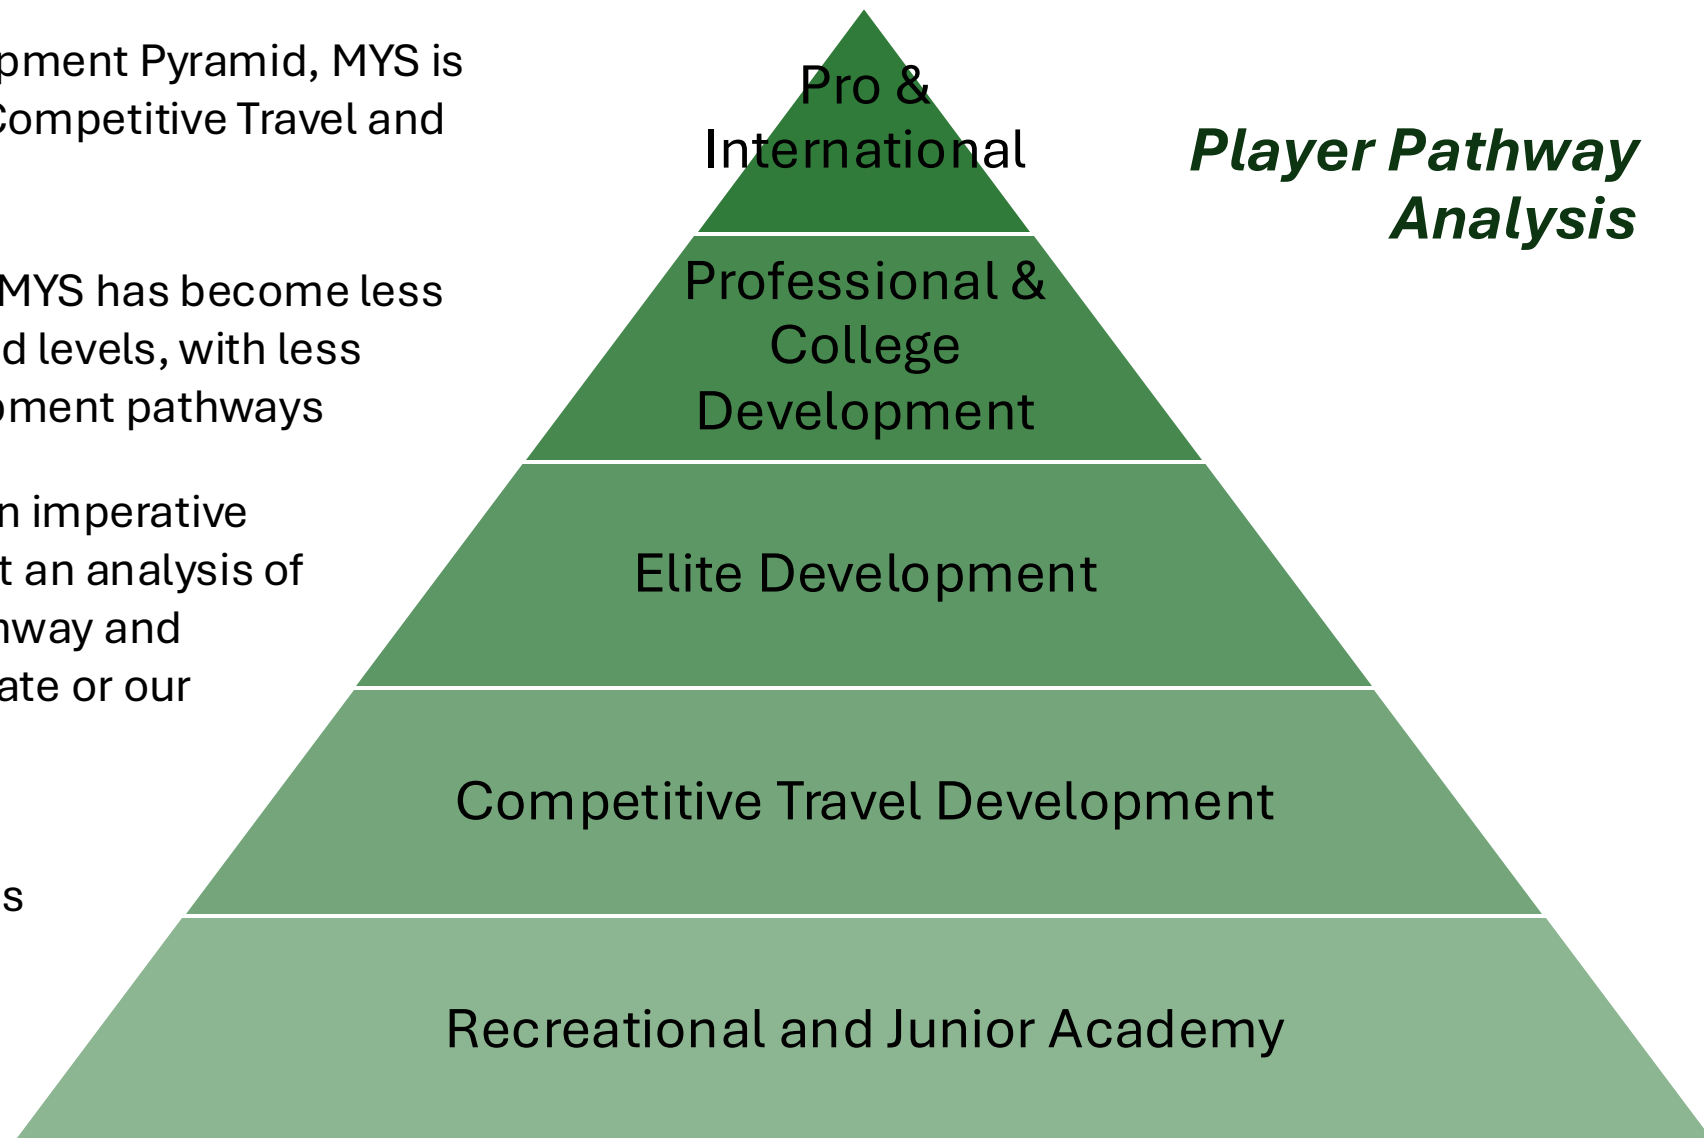 pment Pyramid, MYS is
Competitive Travel and
MYS has become less
d levels, with less
pment pathways
n imperative
t an analysis of
way and
ate or our
s
Pro &
International
Professional &
College
Development
Elite Development
Competitive Travel Development
Recreational and Junior Academy
Player Pathway
Analysis